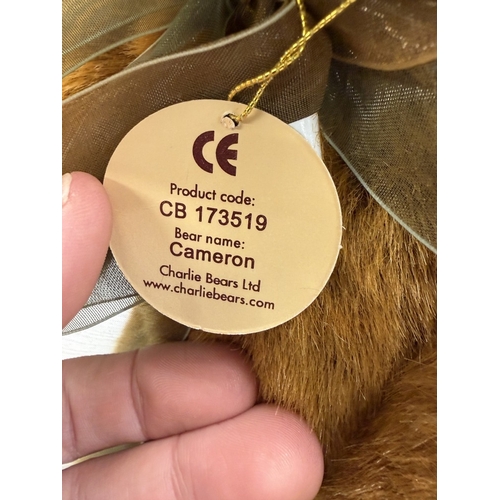 CE
Product code:
CB 173519
Bear name:
Cameron
Charlie Bears Ltd
www.charliebears.com